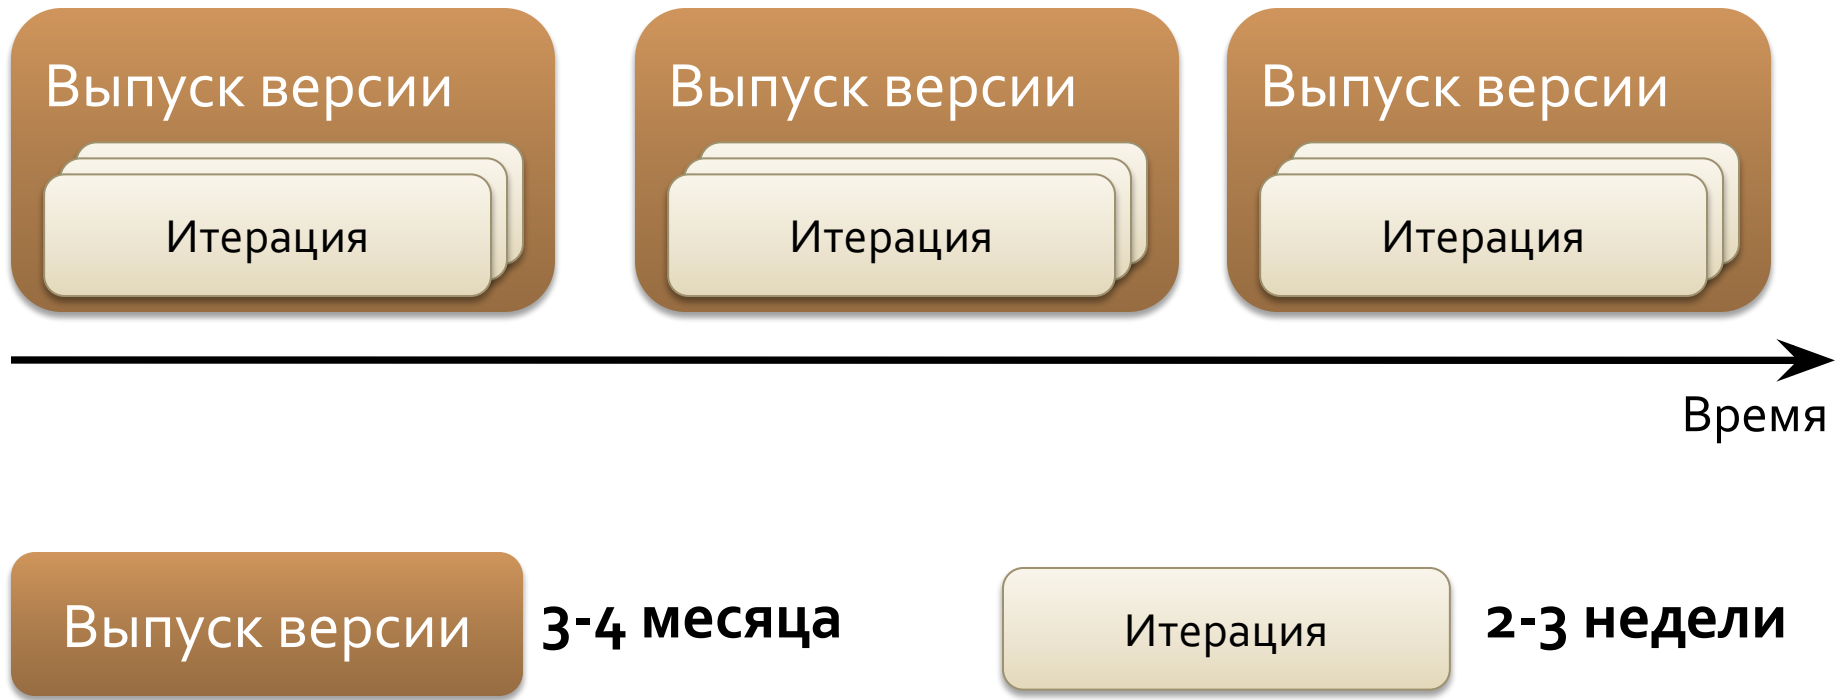 Выпуск версии
Выпуск версии
Выпуск версии
Итерация
Итерация
Итерация
Время
Выпуск версии
3-4 месяца
Итерация
2-3 недели